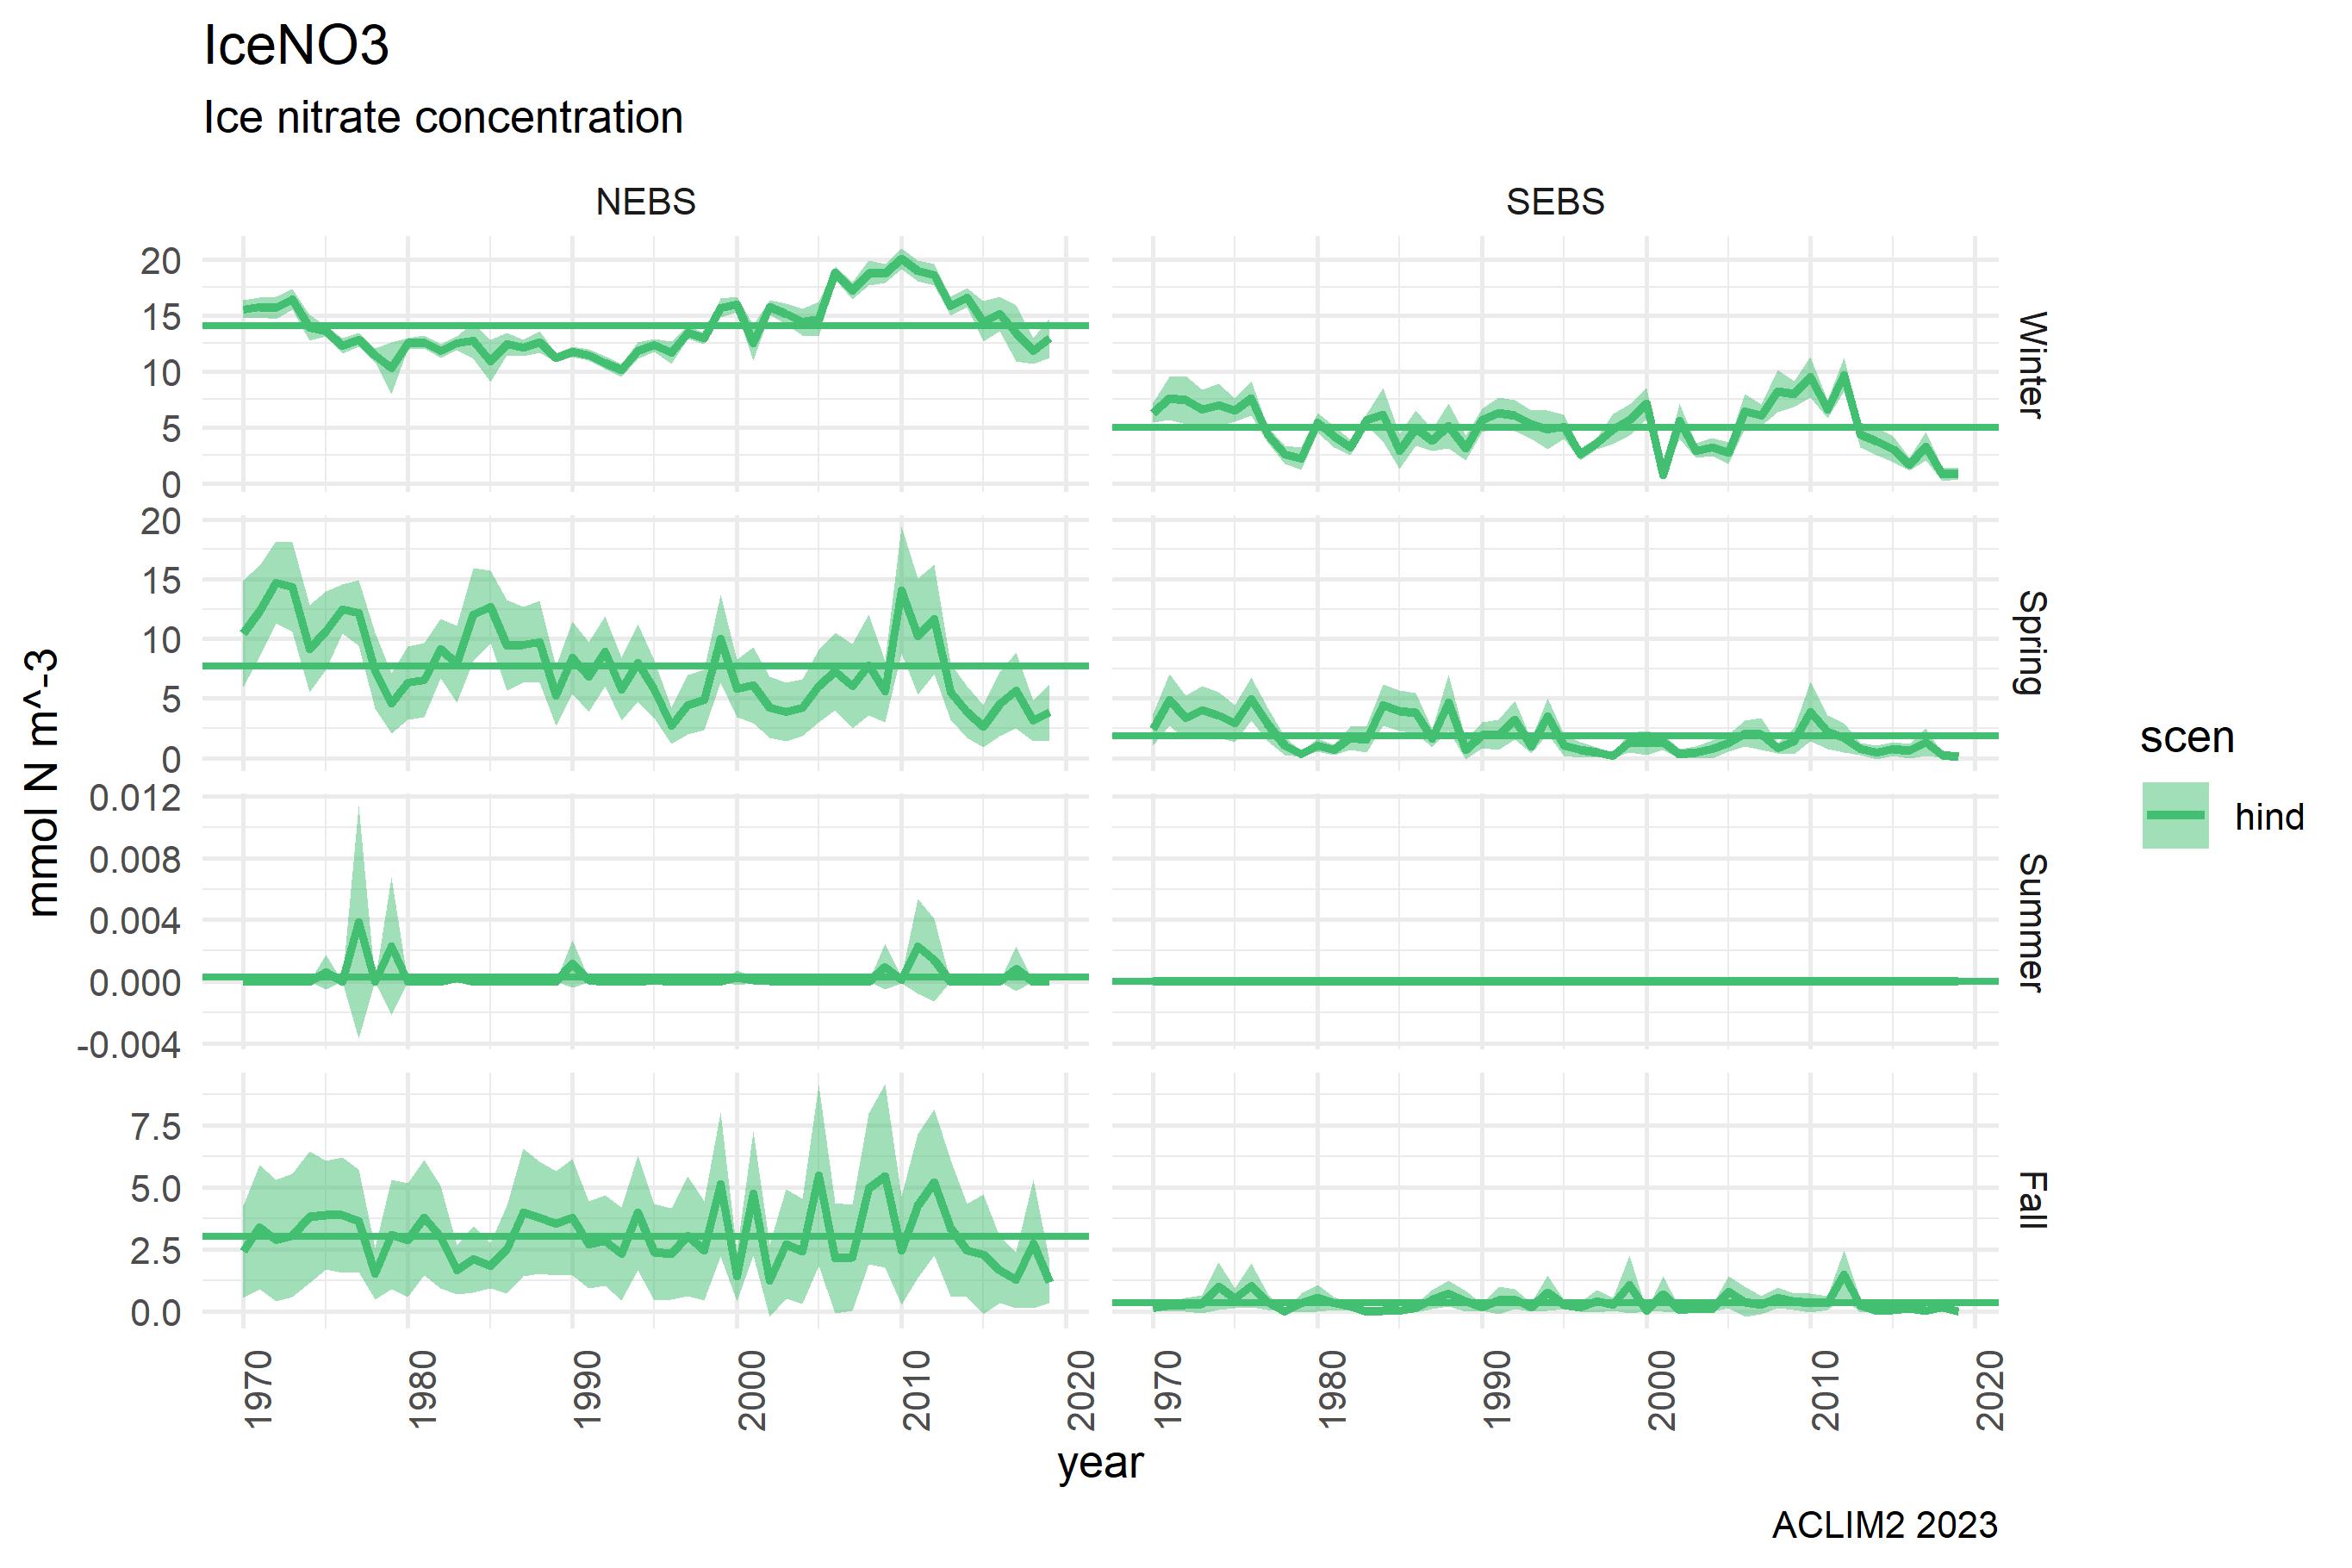 IceNO3
Ice nitrate concentration
NEBS SEBS
20
15
10
5
0
Winter
20
15
10
5
0
Spring
0.012
0.008
0.004
0.000
-0.004
Summer
7.5
5.0
2.5
0.0
Fall
mmol N m^-3
1970 1980 1990 2000 2010 2020 1970 1980 1990 2000 2010 2020
year
scen
hind
ACLIM2 2023